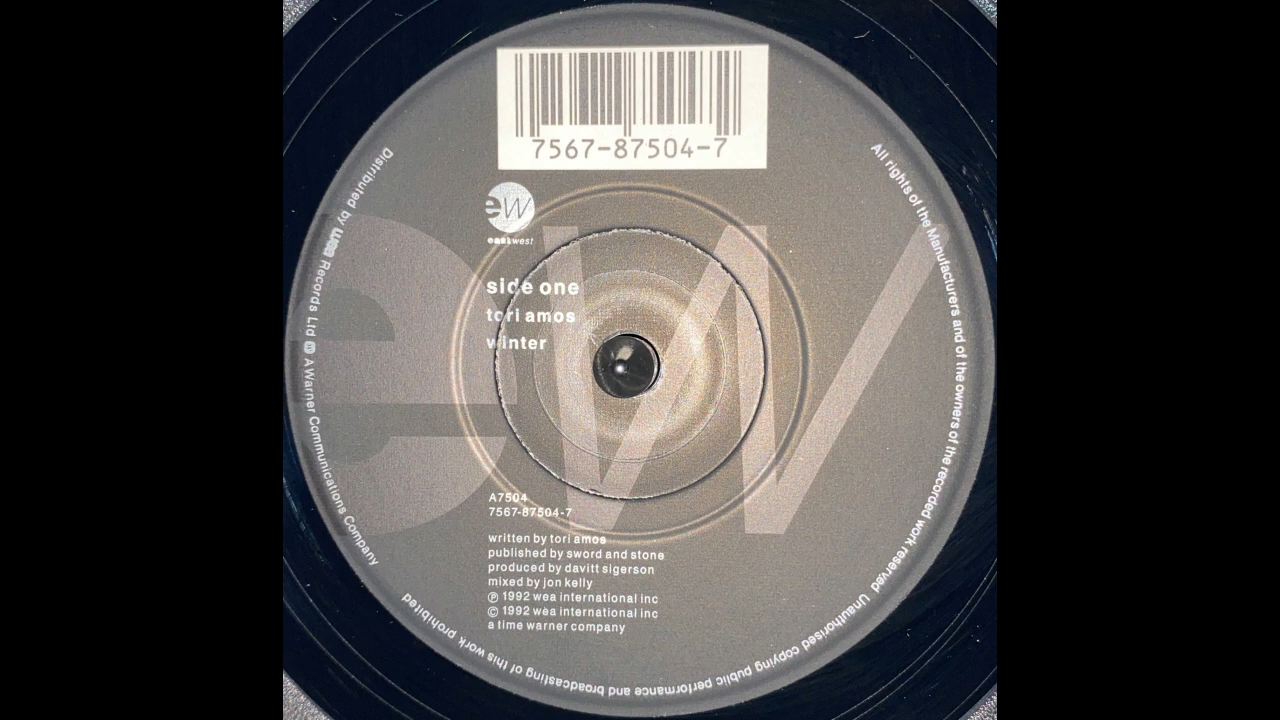 7567-87504-7
ew
eastwest
ew
side one
tori amos
winter
A7504
7567-87504-7
written by tori amos
published by sword and stone
produced by davitt sigerson
mixed by jon kelly
℗ 1992 wea international inc
© 1992 wea international inc
a time warner company
Distributed by wea Records Ltd w A Warner Communications Company
All rights of the Manufacturers and of the owners of the recorded work reserved Unauthorised copying public performance and broadcasting of this work prohibited